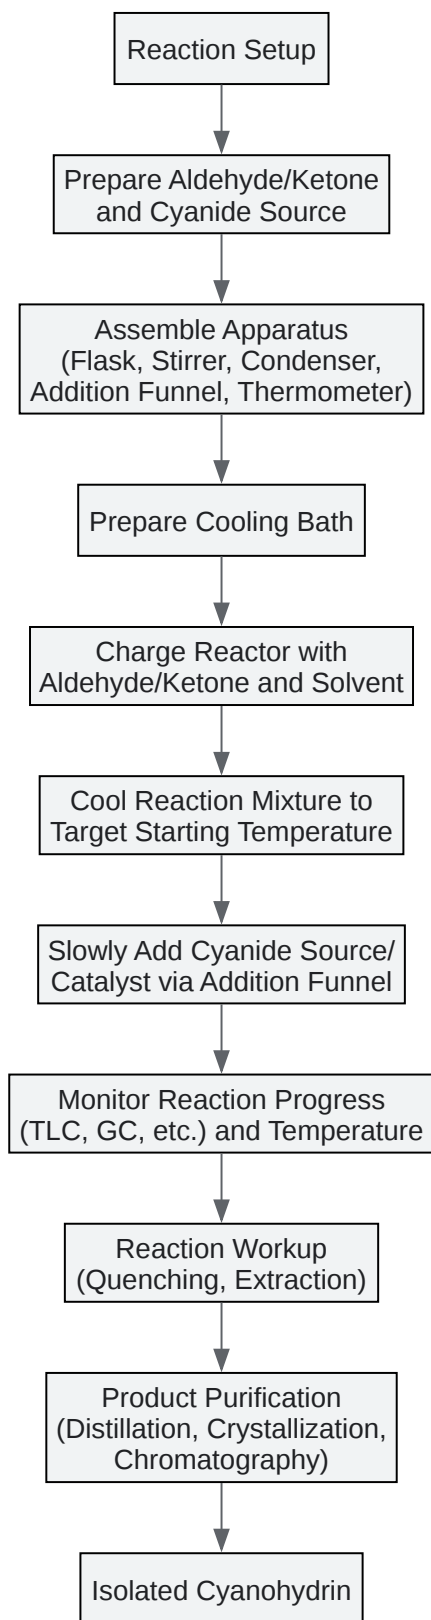 Reaction Setup
Prepare Aldehyde/Ketone
and Cyanide Source
Assemble Apparatus
(Flask, Stirrer, Condenser,
Addition Funnel, Thermometer)
Prepare Cooling Bath
Charge Reactor with
Aldehyde/Ketone and Solvent
Cool Reaction Mixture to
Target Starting Temperature
Slowly Add Cyanide Source/
Catalyst via Addition Funnel
Monitor Reaction Progress
(TLC, GC, etc.) and Temperature
Reaction Workup
(Quenching, Extraction)
Product Purification
(Distillation, Crystallization,
Chromatography)
Isolated Cyanohydrin